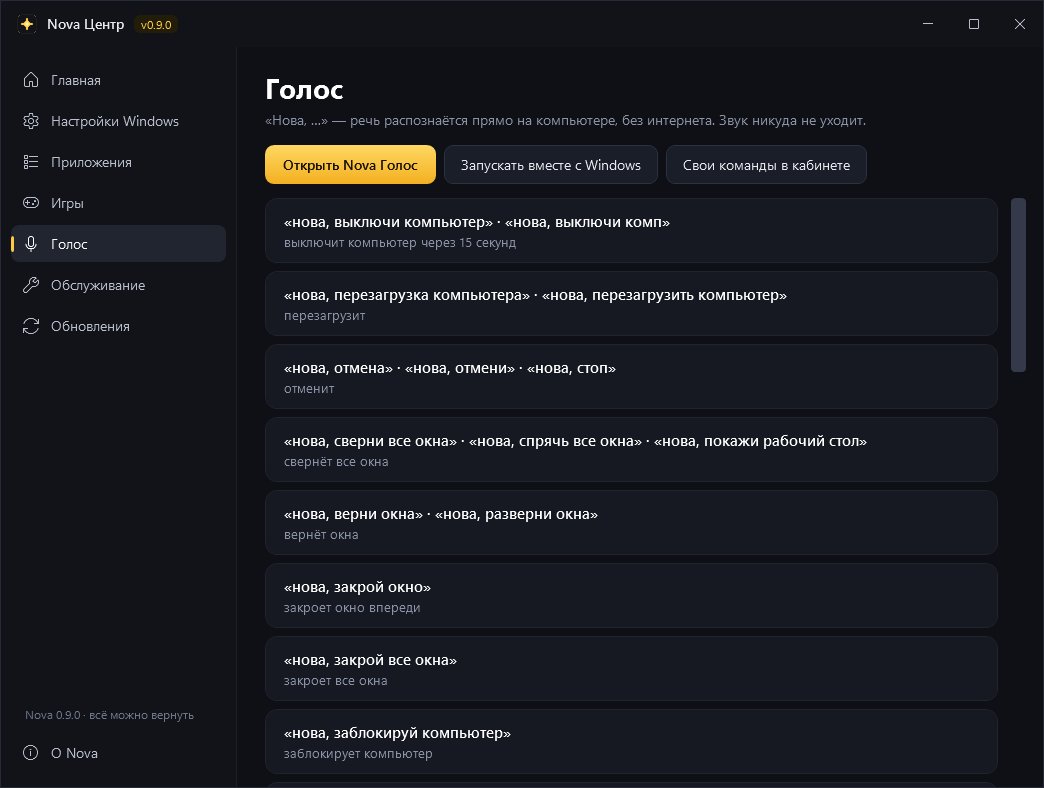 Nova Центр v0.9.0
Главная
Настройки Windows
Приложения
Игры
Голос
Обслуживание
Обновления
Nova 0.9.0 · всё можно вернуть
О Nova
Голос
«Нова, ...» — речь распознаётся прямо на компьютере, без интернета. Звук никуда не уходит.
Открыть Nova Голос
Запускать вместе с Windows
Свои команды в кабинете
«нова, выключи компьютер» · «нова, выключи комп»
выключит компьютер через 15 секунд
«нова, перезагрузка компьютера» · «нова, перезагрузить компьютер»
перезагрузит
«нова, отмена» · «нова, отмени» · «нова, стоп»
отменит
«нова, сверни все окна» · «нова, спрячь все окна» · «нова, покажи рабочий стол»
свернёт все окна
«нова, верни окна» · «нова, разверни окна»
вернёт окна
«нова, закрой окно»
закроет окно впереди
«нова, закрой все окна»
закроет все окна
«нова, заблокируй компьютер»
заблокирует компьютер